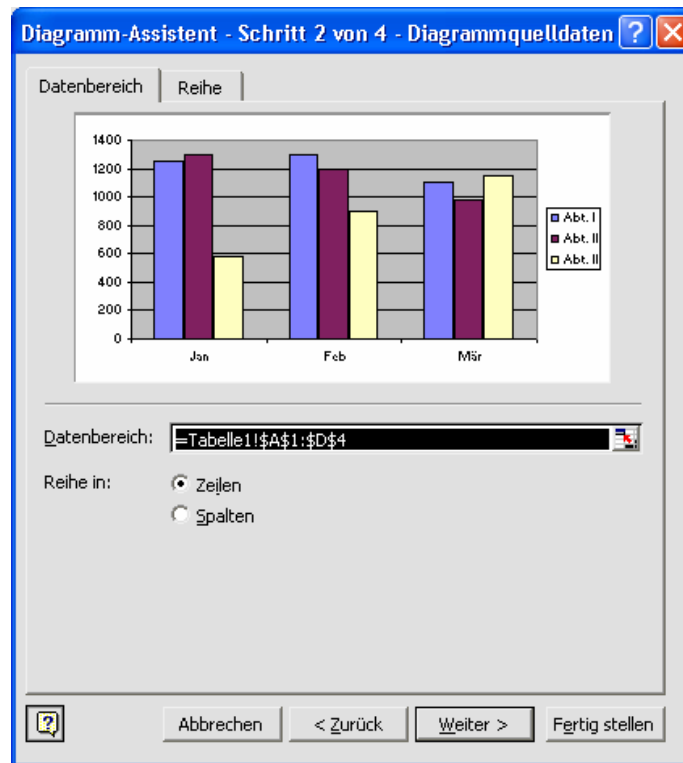 Diagramm-Assistent - Schritt 2 von 4 - Diagrammquelldaten
Datenbereich Reihe
1400
1200
1000
800
600
400
200
0
Jan Feb Mär
Abt. I
Abt. II
Abt. II
Datenbereich: =Tabelle1!$A$1:$D$4
Reihe in: Zeilen
Spalten
Abbrechen < Zurück Weiter > Fertig stellen